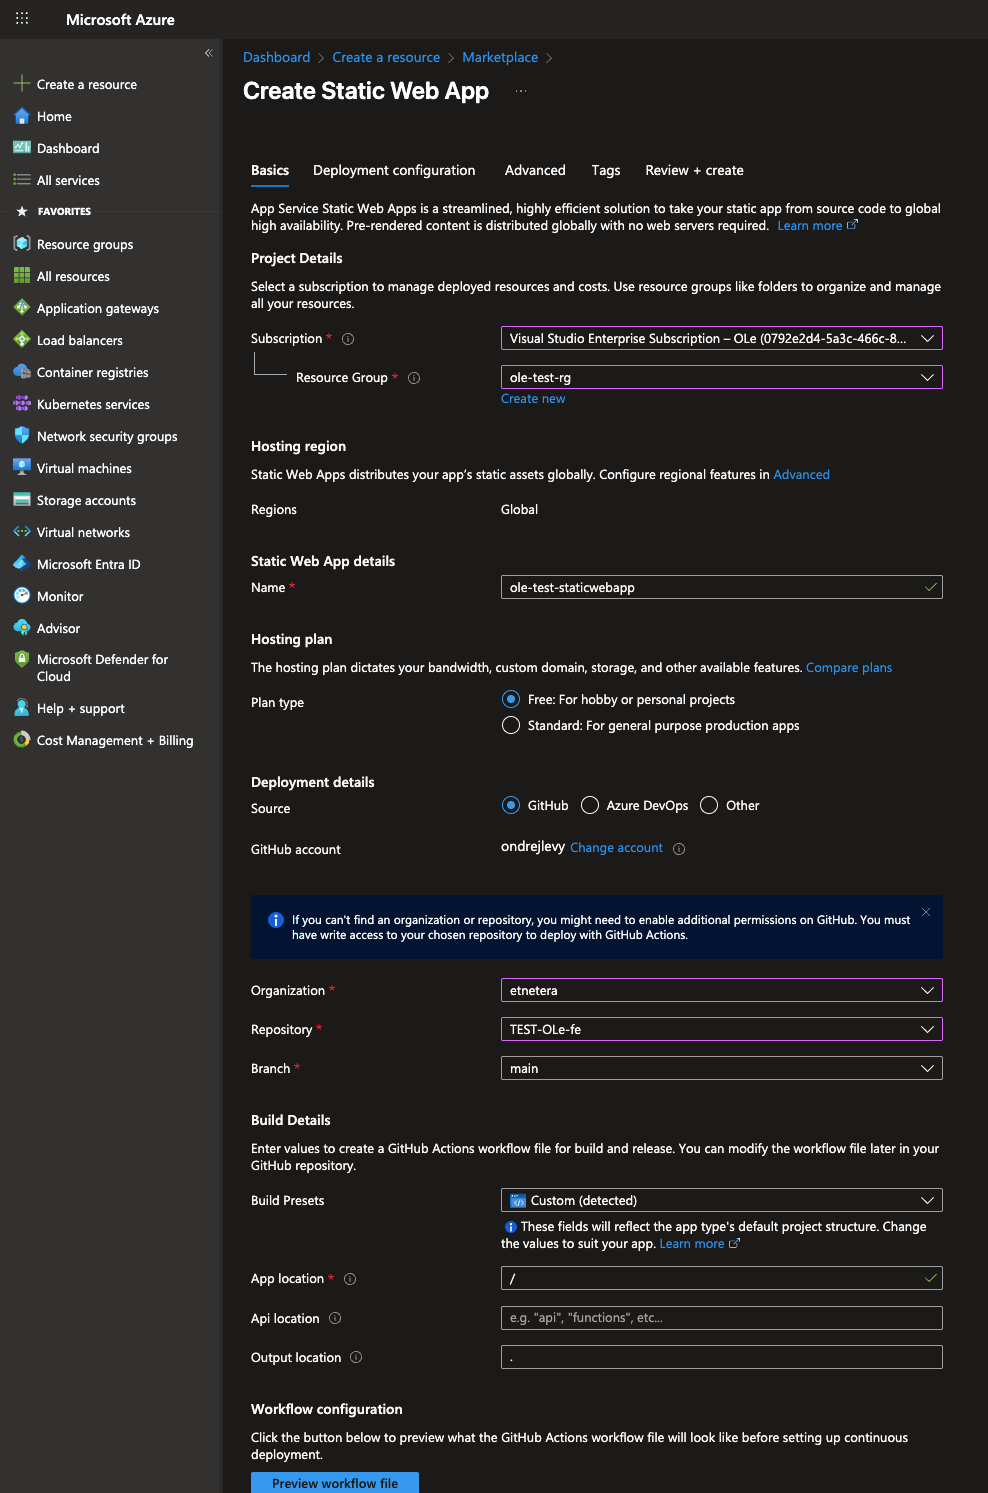 Microsoft Azure
«
Create a resource
Home
Dashboard
All services
FAVORITES
Resource groups
All resources
Application gateways
Load balancers
Container registries
Kubernetes services
Network security groups
Virtual machines
Storage accounts
Virtual networks
Microsoft Entra ID
Monitor
Advisor
Microsoft Defender for
Cloud
Help + support
Cost Management + Billing
Dashboard > Create a resource > Marketplace >
Create Static Web App ...
Basics Deployment configuration Advanced Tags Review + create
App Service Static Web Apps is a streamlined, highly efficient solution to take your static app from source code to global
high availability. Pre-rendered content is distributed globally with no web servers required. Learn more
Project Details
Select a subscription to manage deployed resources and costs. Use resource groups like folders to organize and manage
all your resources.
Subscription * Visual Studio Enterprise Subscription – OLe (0792e2d4-5a3c-466c-8...
Resource Group * ole-test-rg
Create new
Hosting region
Static Web Apps distributes your app's static assets globally. Configure regional features in Advanced
Regions Global
Static Web App details
Name * ole-test-staticwebapp
Hosting plan
The hosting plan dictates your bandwidth, custom domain, storage, and other available features. Compare plans
Plan type Free: For hobby or personal projects
Standard: For general purpose production apps
Deployment details
Source GitHub Azure DevOps Other
GitHub account ondrejlevy Change account
If you can't find an organization or repository, you might need to enable additional permissions on GitHub. You must
have write access to your chosen repository to deploy with GitHub Actions.
Organization * etnetera
Repository * TEST-OLe-fe
Branch * main
Build Details
Enter values to create a GitHub Actions workflow file for build and release. You can modify the workflow file later in your
GitHub repository.
Build Presets Custom (detected)
These fields will reflect the app type's default project structure. Change
the values to suit your app. Learn more
App location * /
Api location e.g. "api", "functions", etc...
Output location .
Workflow configuration
Click the button below to preview what the GitHub Actions workflow file will look like before setting up continuous
deployment.
Preview workflow file